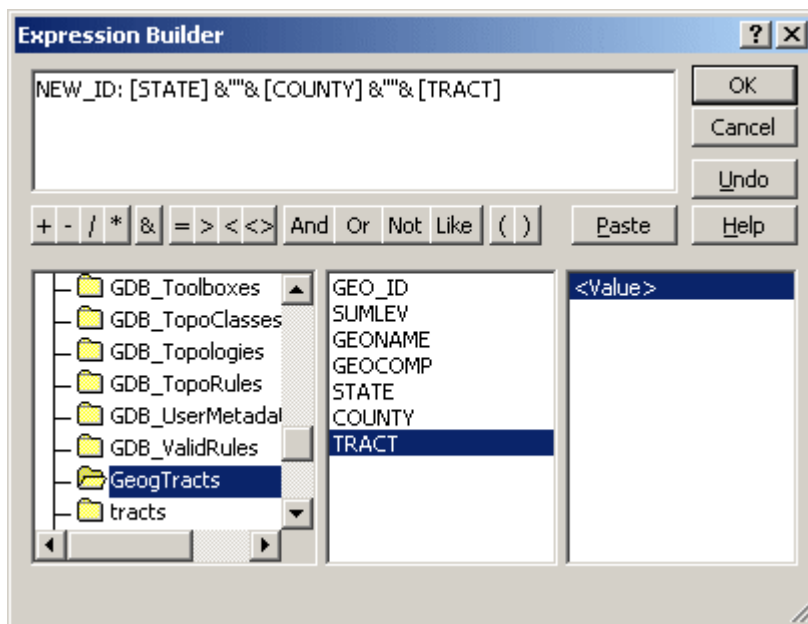 Expression Builder
NEW_ID: [STATE] &""& [COUNTY] &""& [TRACT]
OK
Cancel
Undo
+ - / * & = > < <> And Or Not Like ( ) Paste Help
GDB_Toolboxes
GDB_TopoClasses
GDB_Topologies
GDB_TopoRules
GDB_UserMetadat
GDB_ValidRules
GeogTracts
tracts
GEO_ID
SUMLEV
GEONAME
GEOCOMP
STATE
COUNTY
TRACT
<Value>